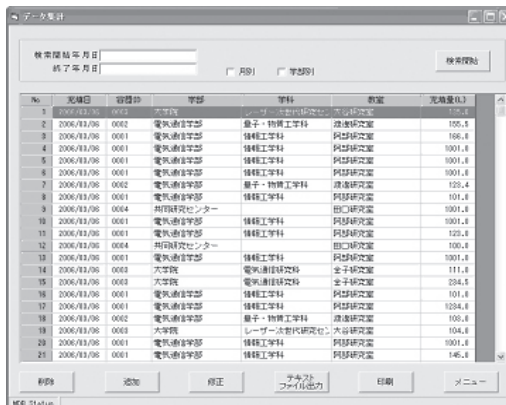 データ集計
検索開始年月日
終了年月日
月別 学部別
検索開始
No 充填日 容器ID 学部 学科 教室 充填量(L)
1 2006/03/06 0003 大学院 レーザー次世代研究セン 大谷研究室
2 2006/03/06 0002 電気通信学部 量子・物質工学科 渡邊研究室 155.5
3 2006/03/06 0001 電気通信学部 情報工学科 阿部研究室 166.0
4 2006/03/06 0001 電気通信学部 情報工学科 阿部研究室 1001.0
5 2006/03/06 0001 電気通信学部 情報工学科 阿部研究室 1001.0
6 2006/03/06 0001 電気通信学部 情報工学科 阿部研究室 1001.0
7 2006/03/06 0002 電気通信学部 量子・物質工学科 渡邊研究室 123.4
8 2006/03/06 0001 電気通信学部 情報工学科 阿部研究室 101.0
9 2006/03/06 0004 共同研究センター 田口研究室 1001.0
10 2006/03/06 0001 電気通信学部 情報工学科 阿部研究室 1001.0
11 2006/03/06 0001 電気通信学部 情報工学科 阿部研究室 123.0
12 2006/03/06 0004 共同研究センター 田口研究室 100.0
13 2006/03/06 0001 電気通信学部 情報工学科 阿部研究室 1001.0
14 2006/03/06 0003 大学院 電気通信研究科 金子研究室 111.0
15 2006/03/06 0003 大学院 電気通信研究科 金子研究室 234.5
16 2006/03/06 0001 電気通信学部 情報工学科 阿部研究室 101.0
17 2006/03/06 0001 電気通信学部 情報工学科 阿部研究室 1234.0
18 2006/03/06 0002 電気通信学部 量子・物質工学科 渡邊研究室 103.0
19 2006/03/06 0003 大学院 レーザー次世代研究セン 大谷研究室 104.0
20 2006/03/06 0001 電気通信学部 情報工学科 阿部研究室 1001.0
21 2006/03/06 0001 電気通信学部 情報工学科 阿部研究室 145.0
削除 追加 修正 テキスト
ファイル出力 印刷 メニュー
MDB Status